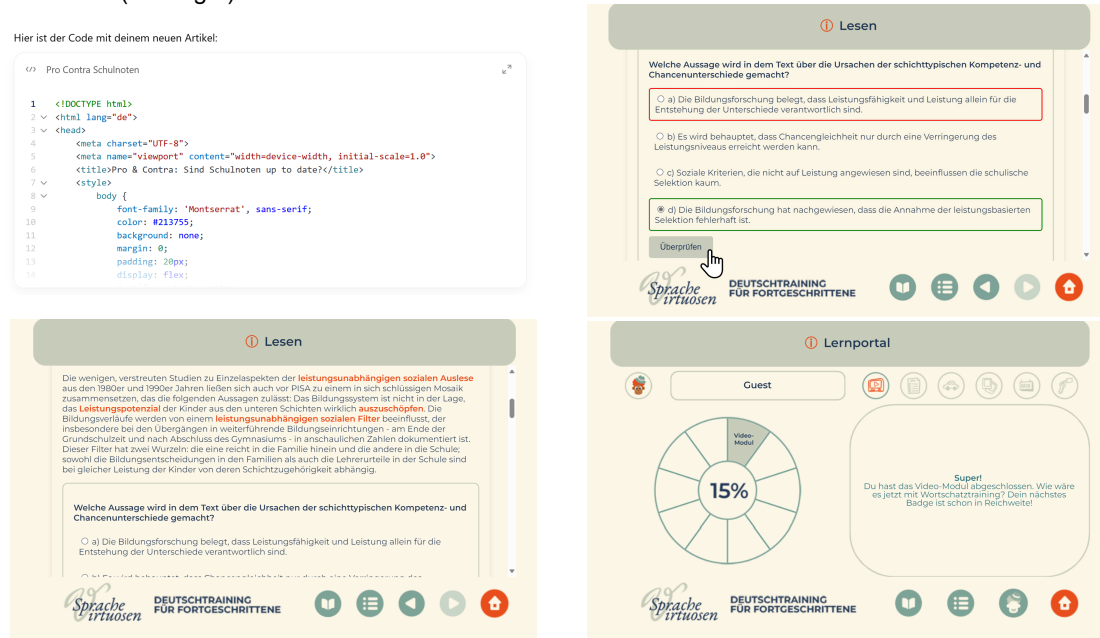 Hier ist der Code mit deinem neuen Artikel:
</> Pro Contra Schulnoten
1 <!DOCTYPE html>
2 <html lang="de">
3 <head>
4 <meta charset="UTF-8">
5 <meta name="viewport" content="width=device-width, initial-scale=1.0">
6 <title>Pro & Contra: Sind Schulnoten up to date?</title>
7 <style>
8 body {
9 font-family: 'Montserrat', sans-serif;
10 color: #213755;
11 background: none;
12 margin: 0;
13 padding: 20px;
14 display: flex;
Lesen
Welche Aussage wird in dem Text über die Ursachen der schichttypischen Kompetenz- und
Chancenunterschiede gemacht?
a) Die Bildungsforschung belegt, dass Leistungsfähigkeit und Leistung allein für die
Entstehung der Unterschiede verantwortlich sind.
b) Es wird behauptet, dass Chancengleichheit nur durch eine Verringerung des
Leistungsniveaus erreicht werden kann.
c) Soziale Kriterien, die nicht auf Leistung angewiesen sind, beeinflussen die schulische
Selektion kaum.
d) Die Bildungsforschung hat nachgewiesen, dass die Annahme der leistungsbasierten
Selektion fehlerhaft ist.
Überprüfen
Sprache
Virtuosen
DEUTSCHTRAINING
FÜR FORTGESCHRITTENE
Lesen
Die wenigen, verstreuten Studien zu Einzelaspekten der leistungsunabhängigen sozialen Auslese
aus den 1980er und 1990er Jahren ließen sich auch vor PISA zu einem in sich schlüssigen Mosaik
zusammensetzen, das die folgenden Aussagen zulässt: Das Bildungssystem ist nicht in der Lage,
das Leistungspotenzial der Kinder aus den unteren Schichten wirklich auszuschöpfen. Die
Bildungsverläufe werden von einem leistungsunabhängigen sozialen Filter beeinflusst, der
insbesondere bei den Übergängen in weiterführende Bildungseinrichtungen - am Ende der
Grundschulzeit und nach Abschluss des Gymnasiums - in anschaulichen Zahlen dokumentiert ist.
Dieser Filter hat zwei Wurzeln: die eine reicht in die Familie hinein und die andere in die Schule;
sowohl die Bildungsentscheidungen in den Familien als auch die Lehrerurteile in der Schule sind
bei gleicher Leistung der Kinder von deren Schichtzugehörigkeit abhängig.
Welche Aussage wird in dem Text über die Ursachen der schichttypischen Kompetenz- und
Chancenunterschiede gemacht?
a) Die Bildungsforschung belegt, dass Leistungsfähigkeit und Leistung allein für die
Entstehung der Unterschiede verantwortlich sind.
Sprache
Virtuosen
DEUTSCHTRAINING
FÜR FORTGESCHRITTENE
Lernportal
Guest
Video-
Modul
15%
Super!
Du hast das Video-Modul abgeschlossen. Wie wäre
es jetzt mit Wortschatztraining? Dein nächstes
Badge ist schon in Reichweite!
Sprache
Virtuosen
DEUTSCHTRAINING
FÜR FORTGESCHRITTENE